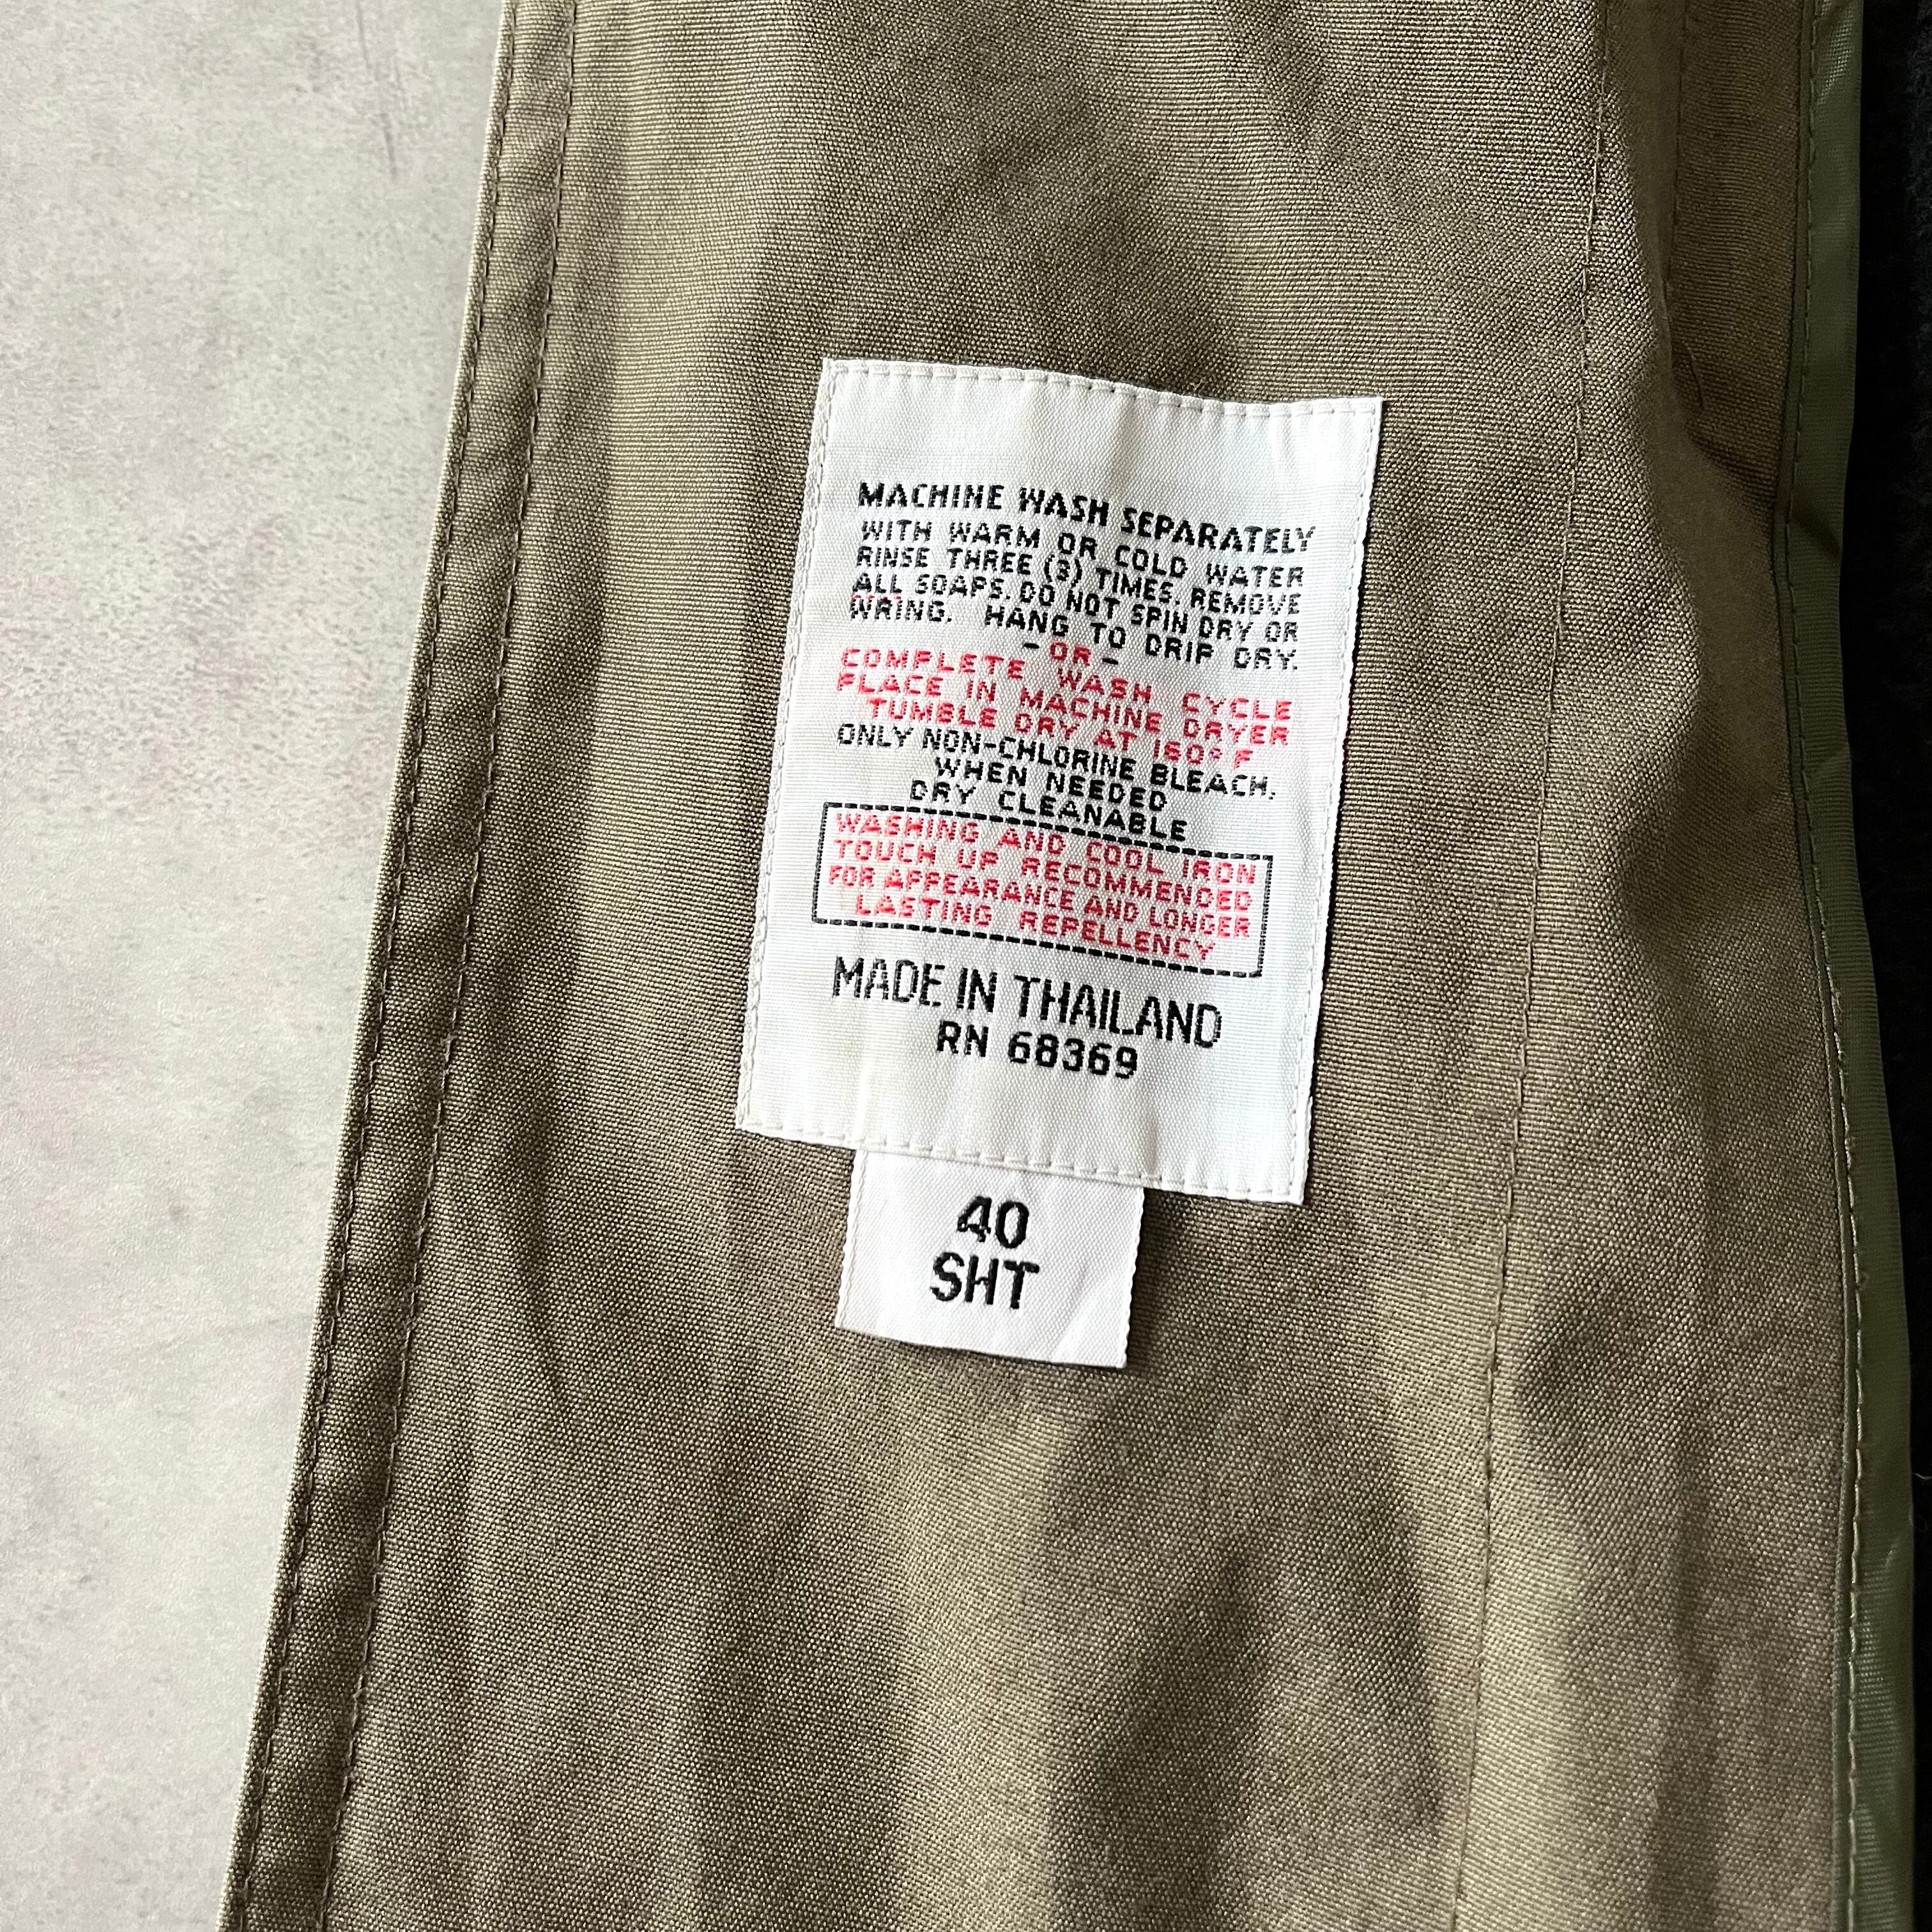 MACHINE WASH SEPARATELY
WITH WARM OR COLD WATER
RINSE THREE (3) TIMES. REMOVE
ALL SOAPS. DO NOT SPIN DRY OR
WRING. HANG TO DRIP DRY.
- OR -
COMPLETE WASH CYCLE
PLACE IN MACHINE DRYER
TUMBLE DRY AT 160° F
ONLY NON-CHLORINE BLEACH,
WHEN NEEDED
DRY CLEANABLE
WASHING AND COOL IRON
TOUCH UP RECOMMENDED
FOR APPEARANCE AND LONGER
LASTING REPELLENCY
MADE IN THAILAND
RN 68369
40
SHT